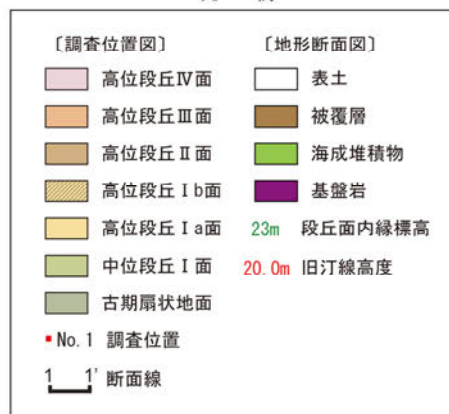 〔調査位置図〕
高位段丘Ⅳ面
高位段丘Ⅲ面
高位段丘Ⅱ面
高位段丘Ⅰb面
高位段丘Ⅰa面
中位段丘Ⅰ面
古期扇状地面
No. 1 調査位置
1 1' 断面線
〔地形断面図〕
表土
被覆層
海成堆積物
基盤岩
23m 段丘面内縁標高
20.0m 旧汀線高度